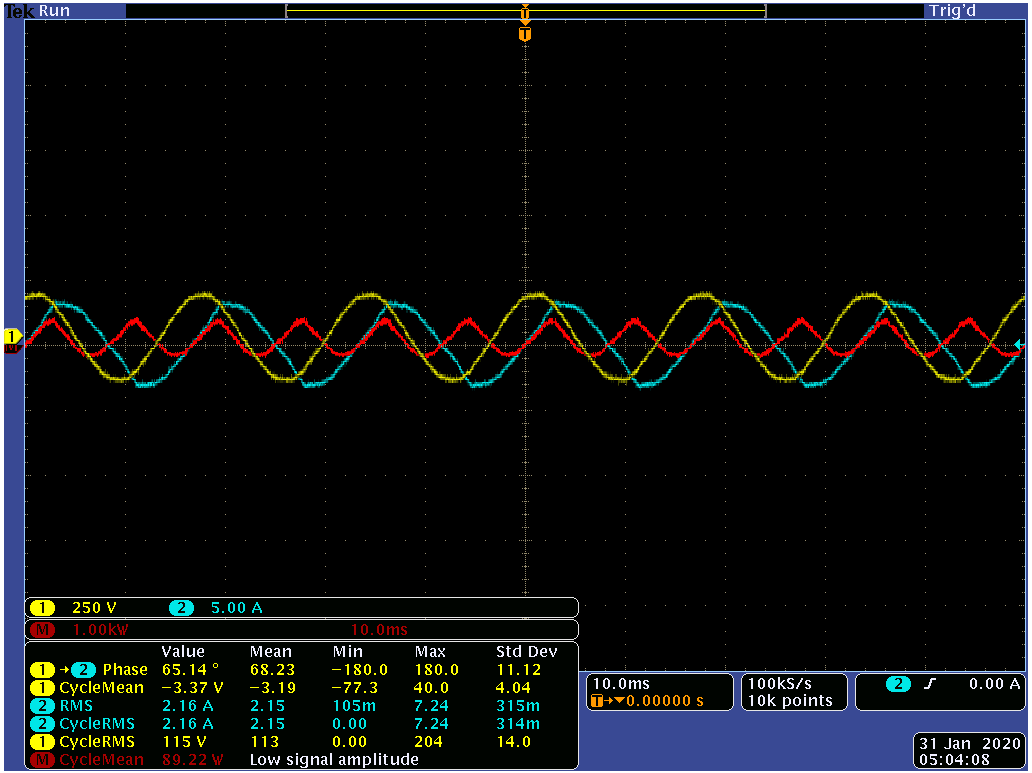 Tek Run Trig'd
T
T
1
M
1 250 V 2 5.00 A
M 1.00kW 10.0ms
Value Mean Min Max Std Dev
1 → 2 Phase 65.14 ° 68.23 −180.0 180.0 11.12
1 CycleMean −3.37 V −3.19 −77.3 40.0 4.04
2 RMS 2.16 A 2.15 105m 7.24 315m
2 CycleRMS 2.16 A 2.15 0.00 7.24 314m
1 CycleRMS 115 V 113 0.00 204 14.0
M CycleMean 89.22 W Low signal amplitude
10.0ms
T→▼0.00000 s
100kS/s
10k points
2 0.00 A
31 Jan 2020
05:04:08